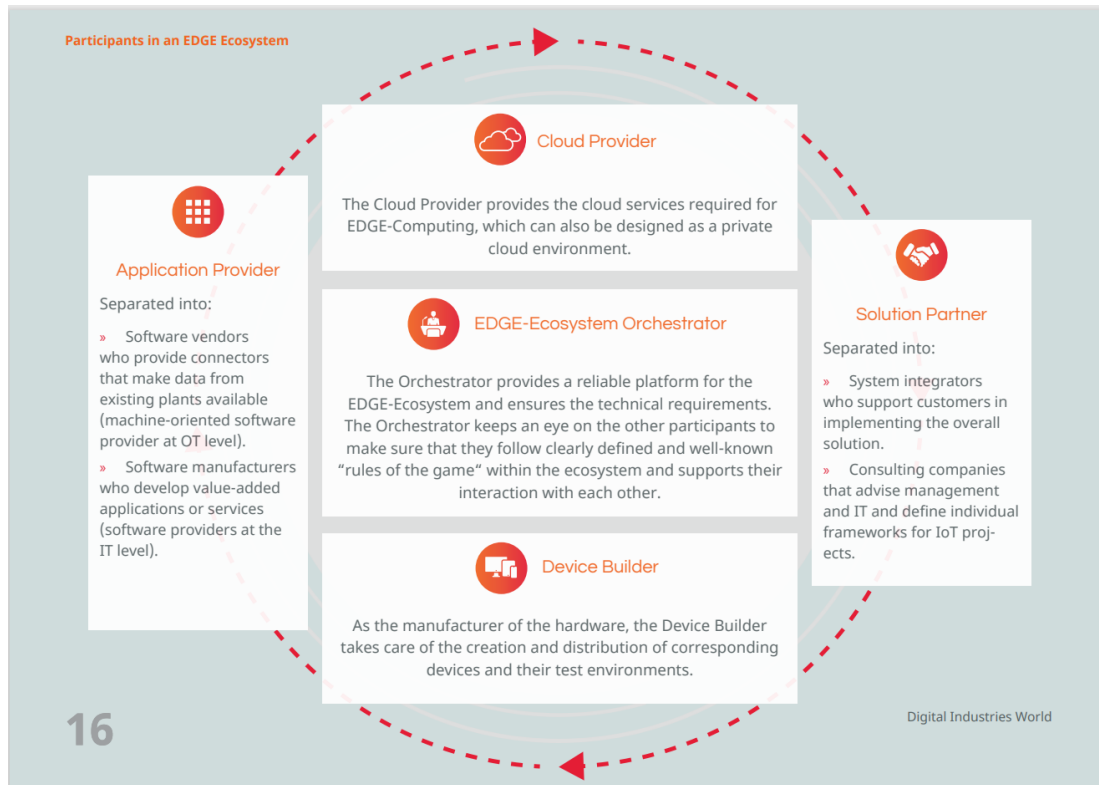 Participants in an EDGE Ecosystem
Cloud Provider
The Cloud Provider provides the cloud services required for
EDGE-Computing, which can also be designed as a private
cloud environment.
Application Provider
Separated into:
» Software vendors
who provide connectors
that make data from
existing plants available
(machine-oriented software
provider at OT level).
» Software manufacturers
who develop value-added
applications or services
(software providers at the
IT level).
EDGE-Ecosystem Orchestrator
The Orchestrator provides a reliable platform for the
EDGE-Ecosystem and ensures the technical requirements.
The Orchestrator keeps an eye on the other participants to
make sure that they follow clearly defined and well-known
“rules of the game“ within the ecosystem and supports their
interaction with each other.
Solution Partner
Separated into:
» System integrators
who support customers in
implementing the overall
solution.
» Consulting companies
that advise management
and IT and define individual
frameworks for IoT proj-
ects.
Device Builder
As the manufacturer of the hardware, the Device Builder
takes care of the creation and distribution of corresponding
devices and their test environments.
16
Digital Industries World